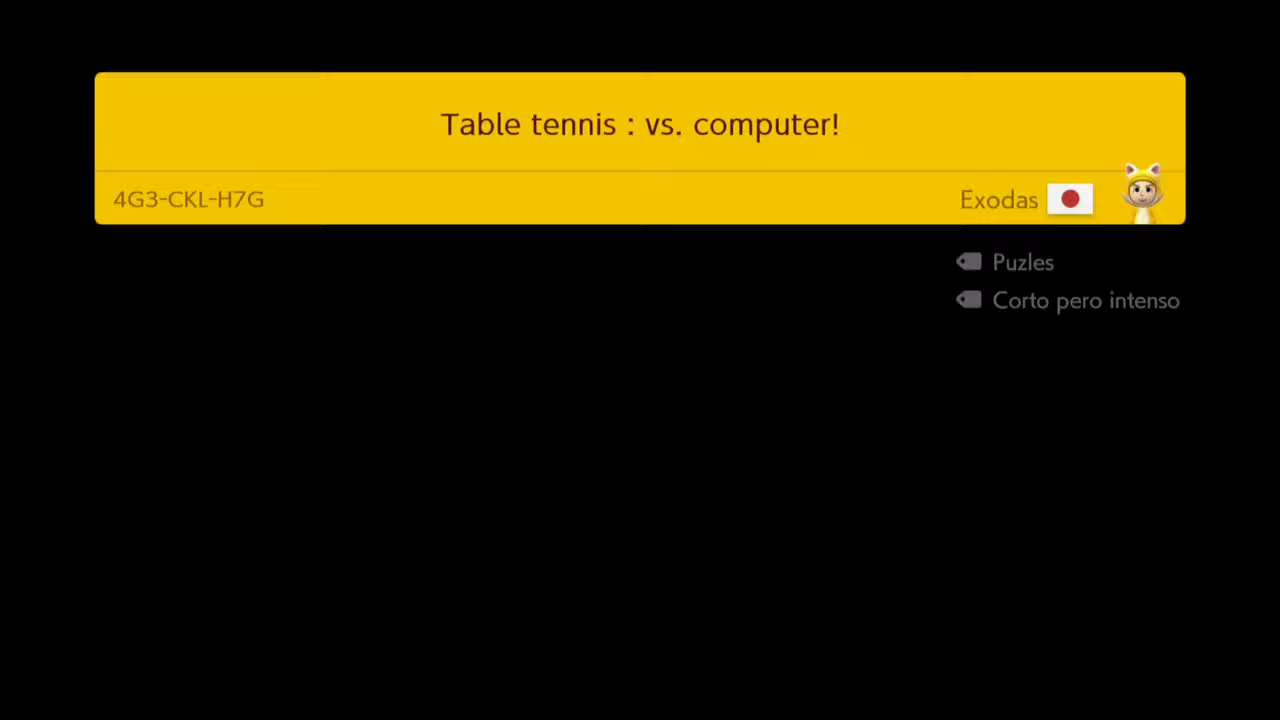 Table tennis : vs. computer!
4G3-CKL-H7G
Exodas
Puzles
Corto pero intenso